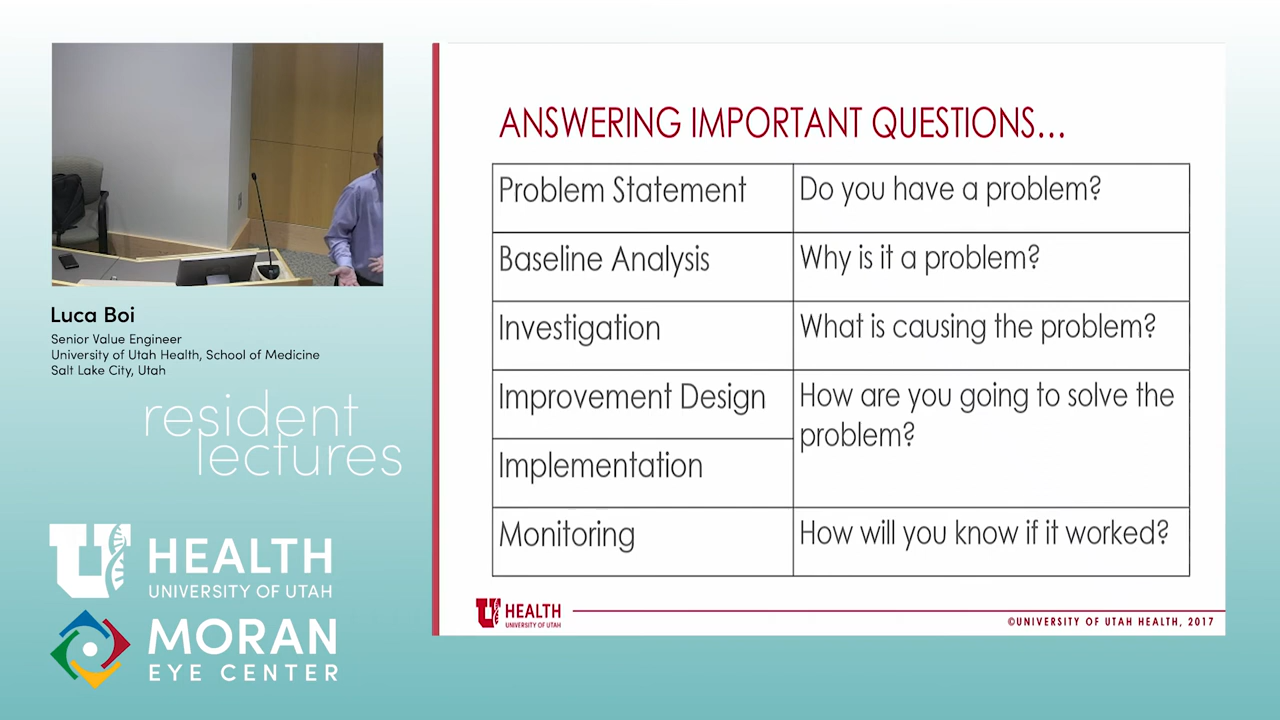 Luca Boi
Senior Value Engineer
University of Utah Health, School of Medicine
Salt Lake City, Utah
resident
lectures
U HEALTH
UNIVERSITY OF UTAH
MORAN
EYE CENTER
ANSWERING IMPORTANT QUESTIONS...
Problem Statement
Do you have a problem?
Baseline Analysis
Why is it a problem?
Investigation
What is causing the problem?
Improvement Design
How are you going to solve the
problem?
Implementation
Monitoring
How will you know if it worked?
U HEALTH
UNIVERSITY OF UTAH
©UNIVERSITY OF UTAH HEALTH, 2017